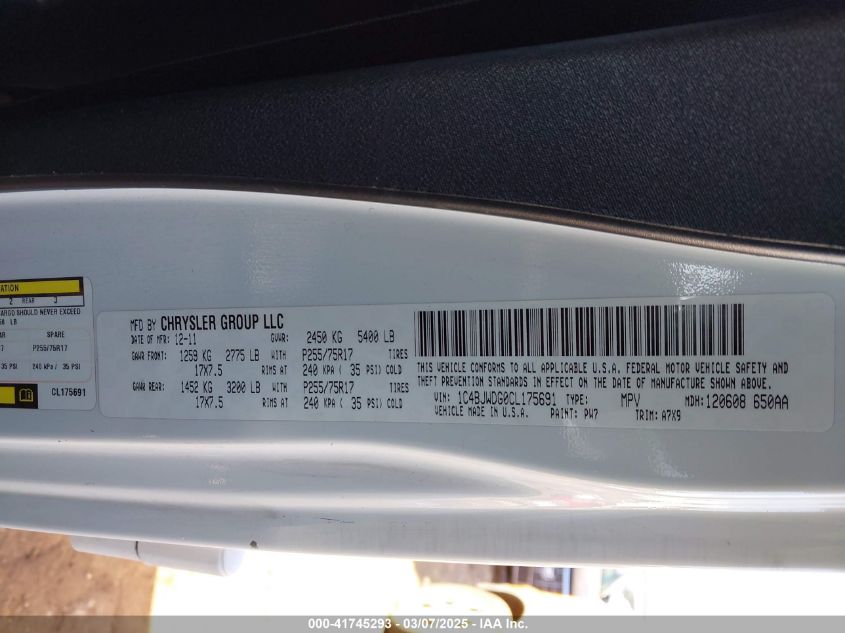 ATION
2 REAR 3
CARGO SHOULD NEVER EXCEED
LB
SPARE
P255/75R17
35 PSI 240 kPa / 35 PSI
CL175691
MFD BY CHRYSLER GROUP LLC
DATE OF MFR: 12-11 GVWR: 2450 KG 5400 LB
GAWR FRONT: 1259 KG 2775 LB WITH P255/75R17 TIRES
17X7.5 RIMS AT 240 KPA( 35 PSI) COLD
GAWR REAR: 1452 KG 3200 LB WITH P255/75R17 TIRES
17X7.5 RIMS AT 240 KPA( 35 PSI) COLD
THIS VEHICLE CONFORMS TO ALL APPLICABLE U.S.A. FEDERAL MOTOR VEHICLE SAFETY AND
THEFT PREVENTION STANDARDS IN EFFECT ON THE DATE OF MANUFACTURE SHOWN ABOVE.
VIN: 1C4BJWDG0CL175691 TYPE: MPV MDH: 120608 650AA
VEHICLE MADE IN U.S.A. PAINT: PW7 TRIM: A7X9
000-41745293 - 03/07/2025 - IAA Inc.